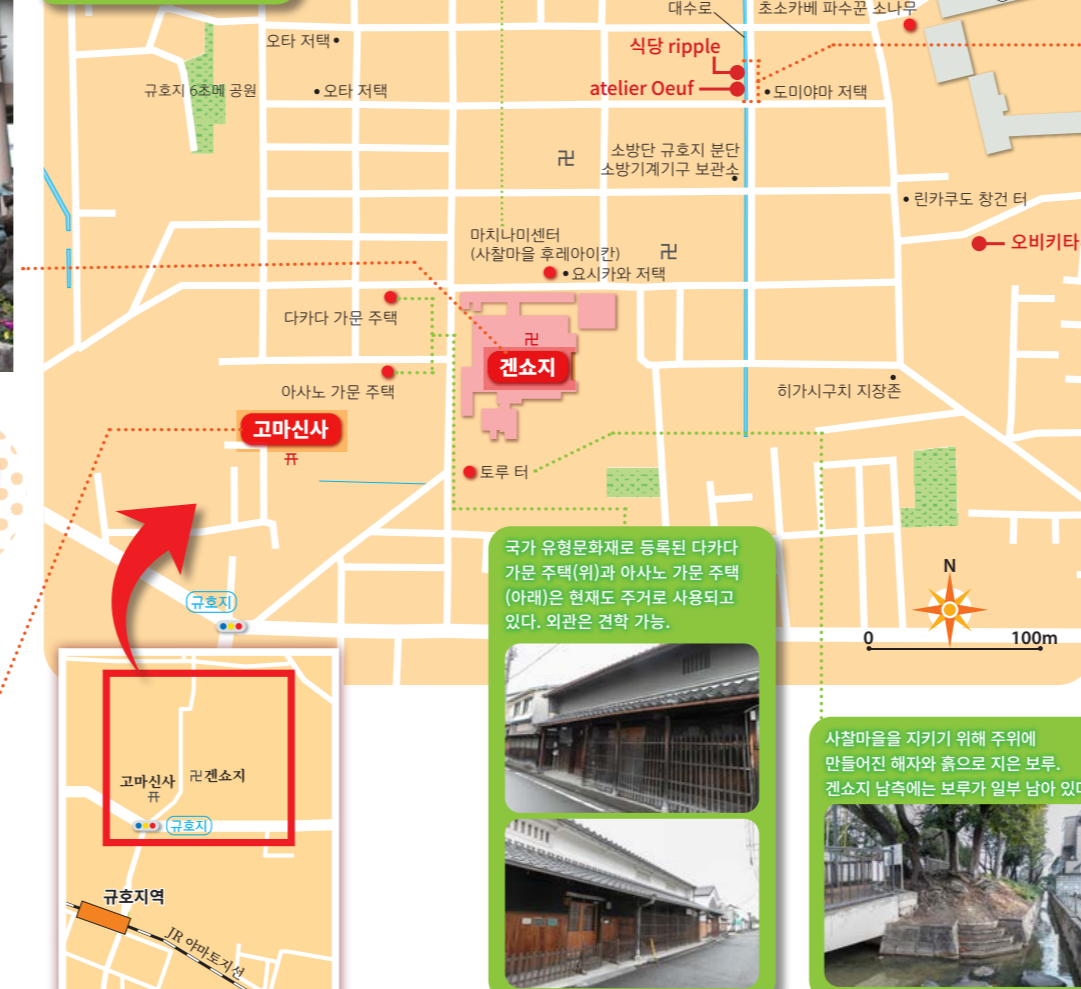 대수로
초소카베 파수꾼 소나무
오타 저택
식당 ripple
규호지 6초메 공원
오타 저택
atelier Oeuf
도미야마 저택
소방단 규호지 분단
소방기계기구 보관소
卍
린카쿠도 창건 터
마치나미센터
(사찰마을 후레아이칸)
卍
오비키타
요시카와 저택
다카다 가문 주택
卍
겐쇼지
아사노 가문 주택
히가시구치 지장존
고마신사
토루 터
국가 유형문화재로 등록된 다카다
가문 주택(위)과 아사노 가문 주택
(아래)은 현재도 주거로 사용되고
있다. 외관은 견학 가능.
N
규호지
0
100m
사찰마을을 지키기 위해 주위에
만들어진 해자와 흙으로 지은 보루.
겐쇼지 남측에는 보루가 일부 남아 있다
고마신사
卍겐쇼지
규호지
규호지역
JR 야마토지선